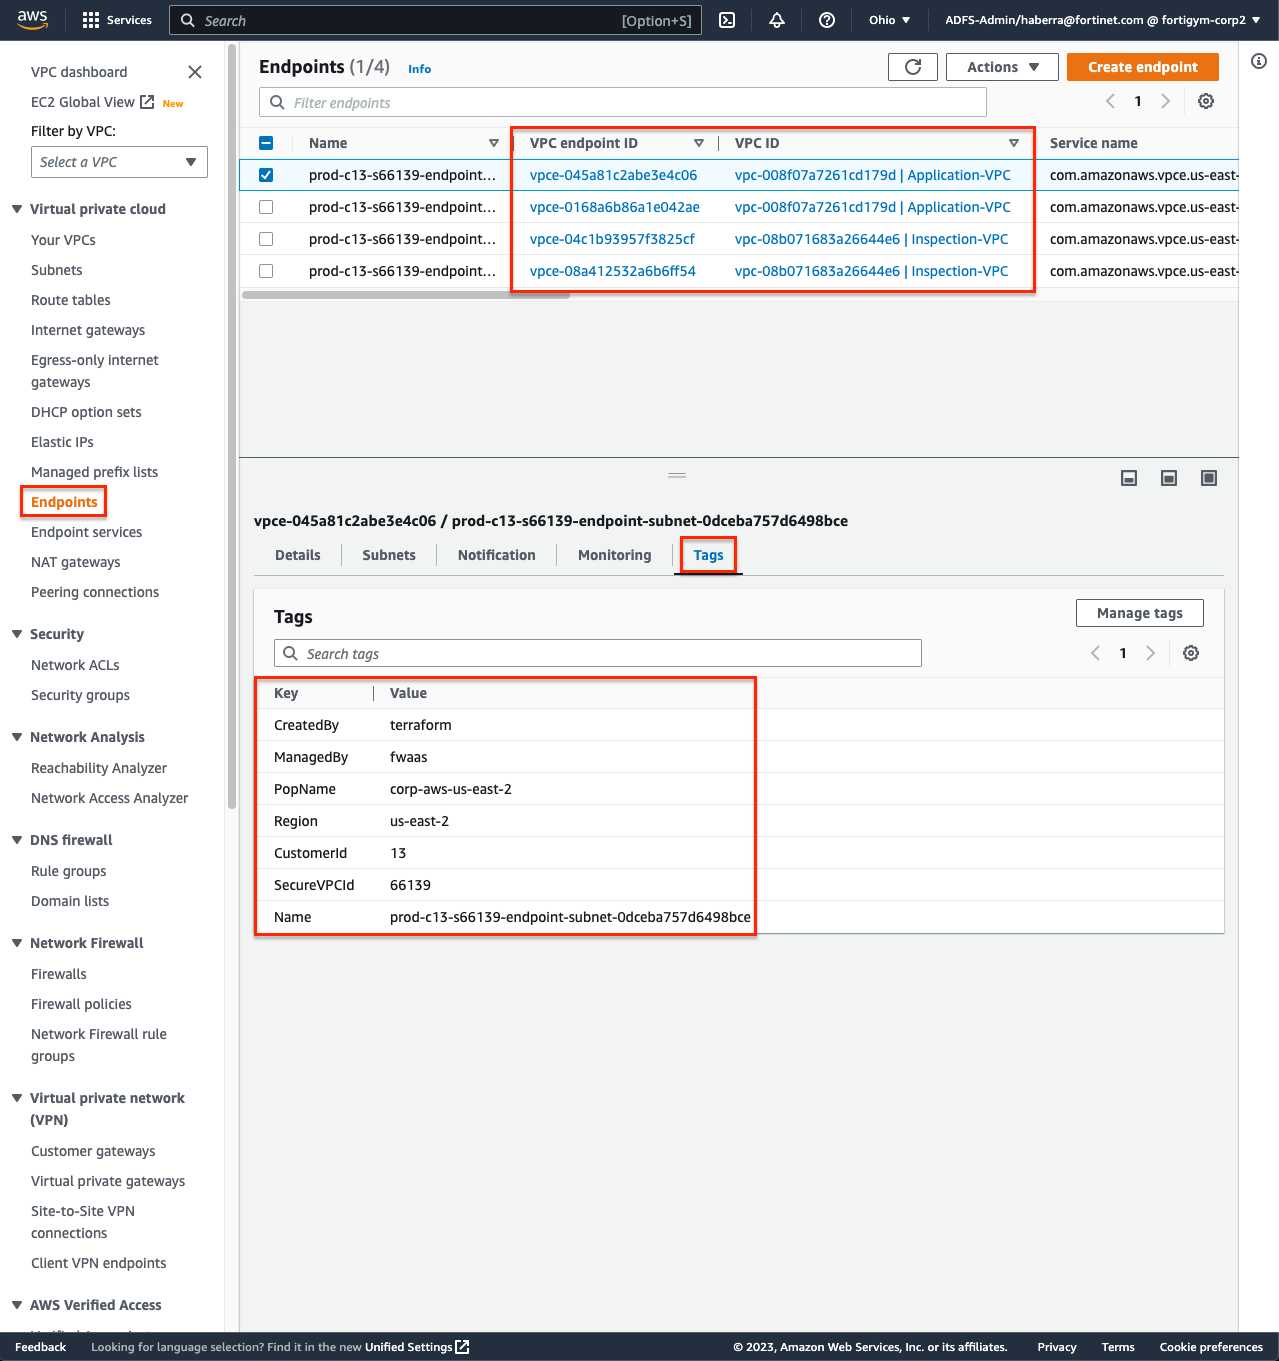 aws
Services
Search
[Option+S]
Ohio
ADFS-Admin/haberra@fortinet.com @ fortigym-corp2
VPC dashboard
EC2 Global View
New
Filter by VPC:
Select a VPC
Virtual private cloud
Your VPCs
Subnets
Route tables
Internet gateways
Egress-only internet
gateways
DHCP option sets
Elastic IPs
Managed prefix lists
Endpoints
Endpoint services
NAT gateways
Peering connections
Security
Network ACLs
Security groups
Network Analysis
Reachability Analyzer
Network Access Analyzer
DNS firewall
Rule groups
Domain lists
Network Firewall
Firewalls
Firewall policies
Network Firewall rule
groups
Virtual private network
(VPN)
Customer gateways
Virtual private gateways
Site-to-Site VPN
connections
Client VPN endpoints
AWS Verified Access
Endpoints (1/4) Info
Actions
Create endpoint
Filter endpoints
1
Name VPC endpoint ID VPC ID Service name
prod-c13-s66139-endpoint... vpce-045a81c2abe3e4c06 vpc-008f07a7261cd179d | Application-VPC com.amazonaws.vpce.us-east-
prod-c13-s66139-endpoint... vpce-0168a6b86a1e042ae vpc-008f07a7261cd179d | Application-VPC com.amazonaws.vpce.us-east-
prod-c13-s66139-endpoint... vpce-04c1b93957f3825cf vpc-08b071683a26644e6 | Inspection-VPC com.amazonaws.vpce.us-east-
prod-c13-s66139-endpoint... vpce-08a412532a6b6ff54 vpc-08b071683a26644e6 | Inspection-VPC com.amazonaws.vpce.us-east-
vpce-045a81c2abe3e4c06 / prod-c13-s66139-endpoint-subnet-0dceba757d6498bce
Details Subnets Notification Monitoring Tags
Tags
Manage tags
Search tags
1
Key Value
CreatedBy terraform
ManagedBy fwaas
PopName corp-aws-us-east-2
Region us-east-2
CustomerId 13
SecureVPCId 66139
Name prod-c13-s66139-endpoint-subnet-0dceba757d6498bce
Feedback Looking for language selection? Find it in the new Unified Settings © 2023, Amazon Web Services, Inc. or its affiliates. Privacy Terms Cookie preferences